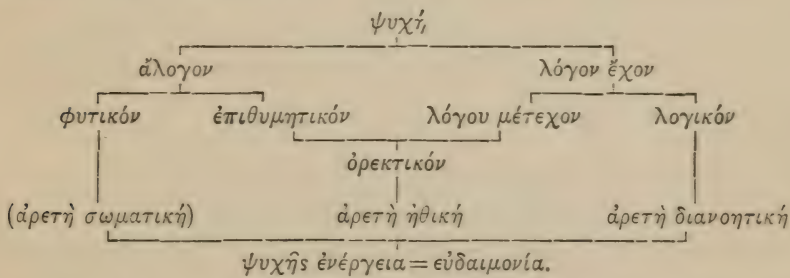 ψυχή,
ἄλογον λόγον ἔχον
φυτικόν ἐπιθυμητικόν λόγου μέτεχον λογικόν
ὀρεκτικόν
(ἀρετὴ σωματική) ἀρετὴ ἠθική ἀρετὴ διανοητική
ψυχῆς ἐνέργεια = εὐδαιμονία.